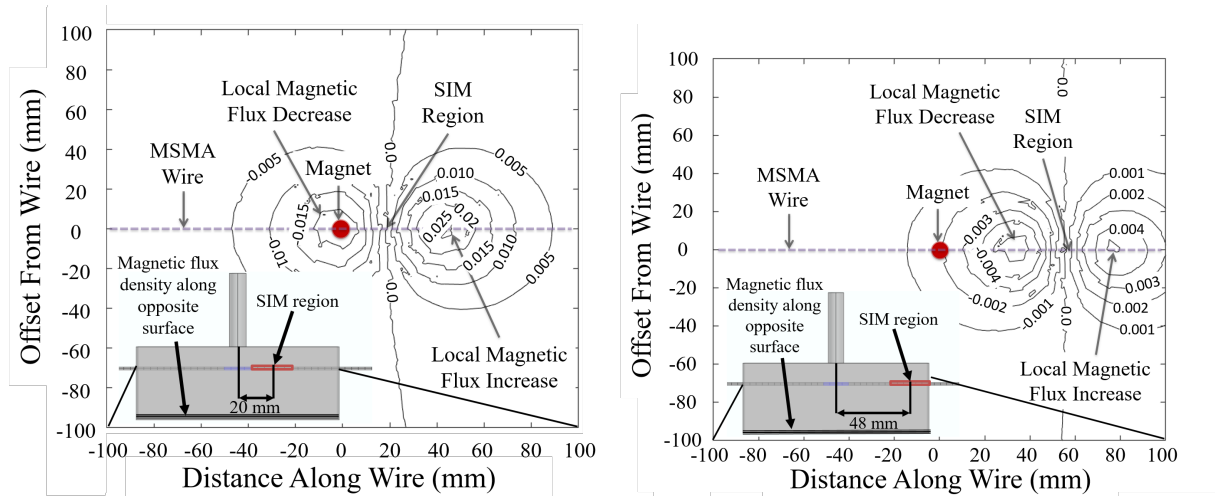 100
80
60
40
20
0
-20
-40
-60
-80
-100
Offset From Wire (mm)
Local Magnetic
Flux Decrease
SIM
Region
MSMA
Wire
Magnet
-0.005
0.015
0.01
0.0
0.0
0.005
0.010
0.015
0.02
0.025
0.015
0.010
0.005
Magnetic flux
density along
opposite
surface
SIM region
20 mm
Local Magnetic
Flux Increase
-100 -80 -60 -40 -20 0 20 40 60 80 100
Distance Along Wire (mm)
100
80
60
40
20
0
-20
-40
-60
-80
-100
Offset From Wire (mm)
Local Magnetic
Flux Decrease
SIM
Region
MSMA
Wire
Magnet
0.0
-0.003
-0.004
-0.002
-0.001
0.0
0.001
0.002
0.004
0.003
0.002
0.001
Magnetic flux
density along
opposite
surface
SIM region
48 mm
Local Magnetic
Flux Increase
-100 -80 -60 -40 -20 0 20 40 60 80 100
Distance Along Wire (mm)